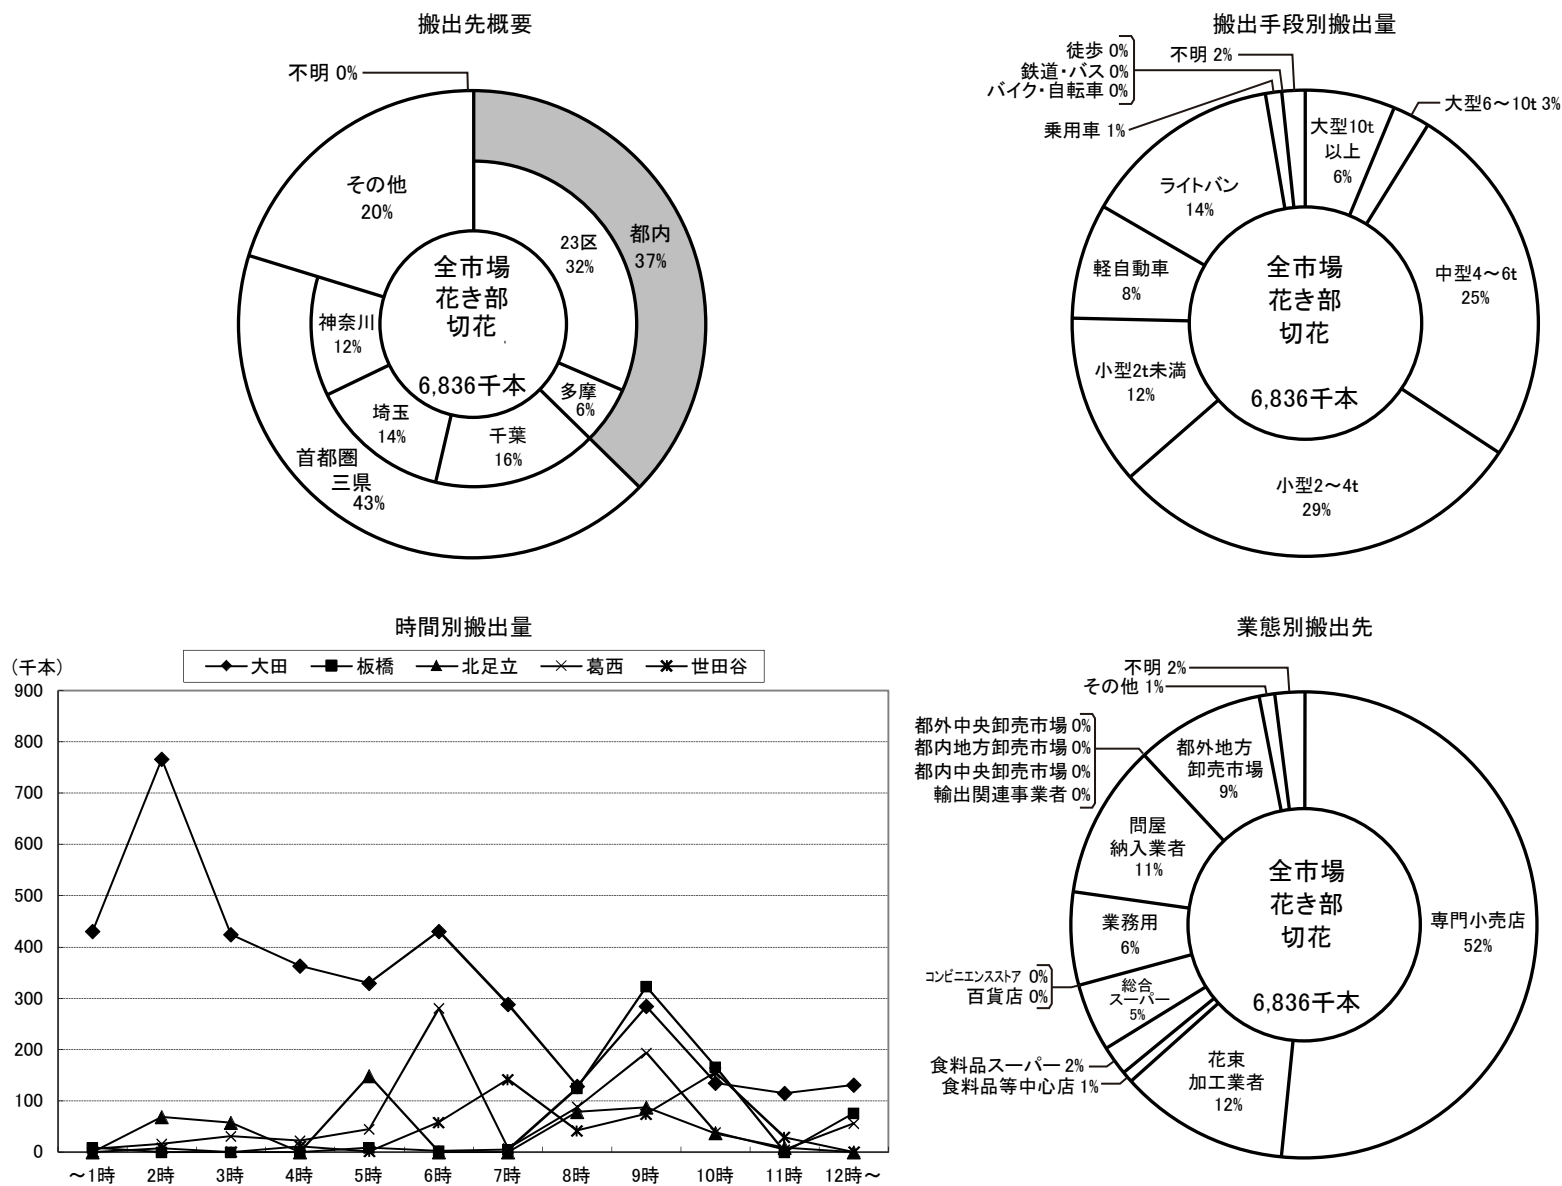 搬出先概要
不明 0%
その他
20%
都内
37%
23区
32%
多摩
6%
千葉
16%
埼玉
14%
神奈川
12%
首都圏
三県
43%
全市場
花き部
切花
6,836千本
搬出手段別搬出量
徒歩 0%
鉄道・バス 0%
バイク・自転車 0%
不明 2%
乗用車 1%
大型6～10t 3%
大型10t
以上
6%
ライトバン
14%
軽自動車
8%
中型4～6t
25%
小型2t未満
12%
小型2～4t
29%
全市場
花き部
切花
6,836千本
時間別搬出量
(千本)
大田 板橋 北足立 葛西 世田谷
900
800
700
600
500
400
300
200
100
0
～1時 2時 3時 4時 5時 6時 7時 8時 9時 10時 11時 12時～
業態別搬出先
不明 2%
その他 1%
都外中央卸売市場 0%
都内地方卸売市場 0%
都内中央卸売市場 0%
輸出関連事業者 0%
都外地方
卸売市場
9%
問屋
納入業者
11%
業務用
6%
コンビニエンスストア 0%
百貨店 0%
総合
スーパー
5%
食料品スーパー 2%
食料品等中心店 1%
花束
加工業者
12%
専門小売店
52%
全市場
花き部
切花
6,836千本